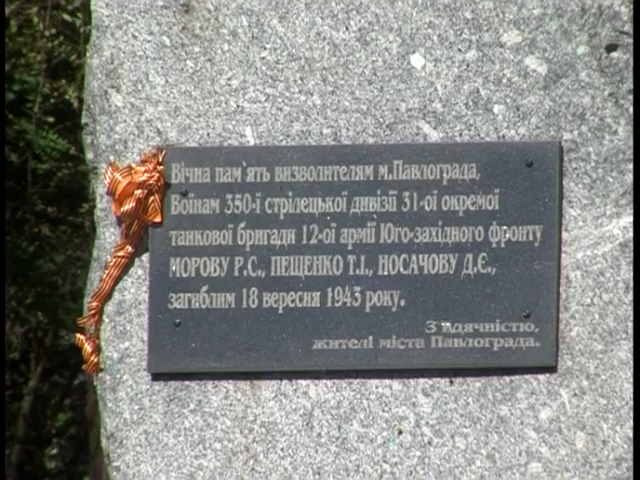 Вічна пам'ять визволителям м.Павлограда,
Воїнам 350-ї стрілецької дивізії 31-ої окремої
танкової бригади 12-ої армії Юго-західного фронту
МОРОВУ Р.С., ПЕЩЕНКО Т.І., НОСАЧОВУ Д.Є.,
загиблим 18 вересня 1943 року.
З вдячністю,
жителі міста Павлограда.